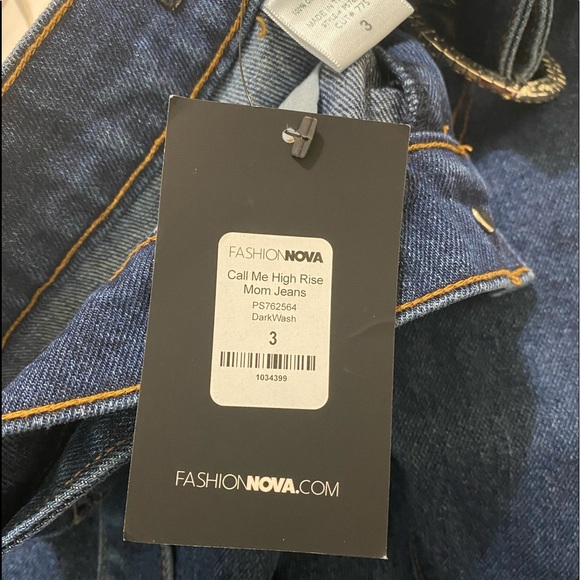 3
FASHIONNOVA
Call Me High Rise
Mom Jeans
PS762564
DarkWash
3
1034399
FASHIONNOVA.COM